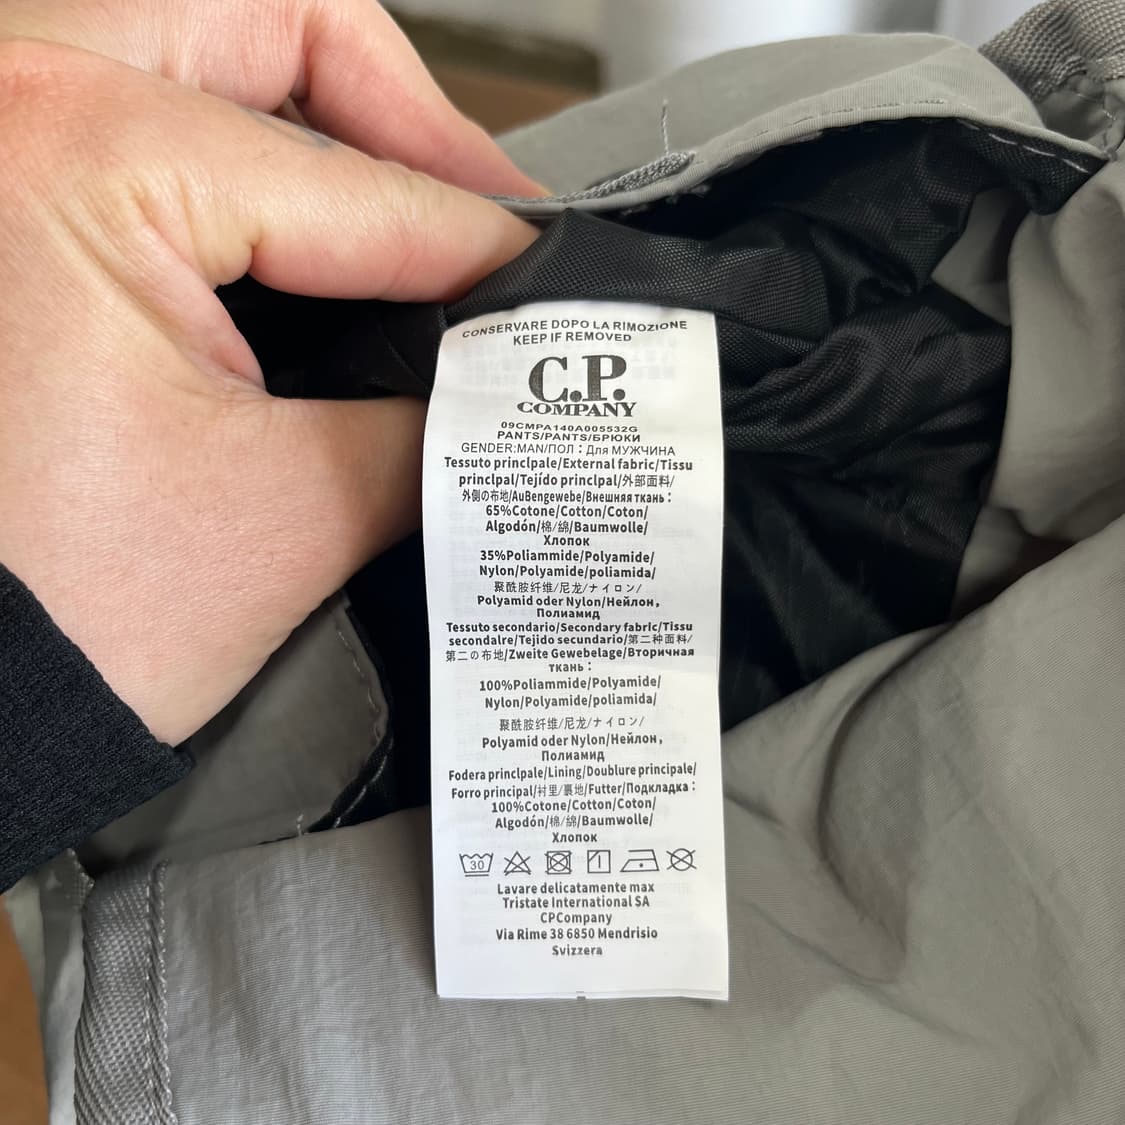 CONSERVARE DOPO LA RIMOZIONE
KEEP IF REMOVED
C.P.
COMPANY
09CMPA140A005532G
PANTS/PANTS/БРЮКИ
GENDER:MAN/ПОЛ：Для МУЖЧИНА
Tessuto princlpale/External fabric/Tissu
princlpal/Tejído princlpal/外部面料/
外侧の布地/AuBengewebe/Внешняя ткань：
65%Cotone/Cotton/Coton/
Algodón/棉/綿/Baumwolle/
Хлопок
35%Poliammide/Polyamide/
Nylon/Polyamide/poliamida/
聚酰胺纤维/尼龙/ナイロン/
Polyamid oder Nylon/Нейлон,
Полиамид
Tessuto secondario/Secondary fabric/Tissu
secondalre/Tejido secundario/第二种面料/
第二の布地/Zweite Gewebelage/Вторичная
ткань：
100%Poliammide/Polyamide/
Nylon/Polyamide/poliamida/
聚酰胺纤维/尼龙/ナイロン/
Polyamid oder Nylon/Нейлон,
Полиамид
Fodera princlpale/Lining/Doublure principale/
Forro principal/衬里/裏地/Futter/Подкладка：
100%Cotone/Cotton/Coton/
Algodón/棉/綿/Baumwolle/
Хлопок
30
Lavare delicatamente max
Tristate International SA
CPCompany
Via Rime 38 6850 Mendrisio
Svizzera